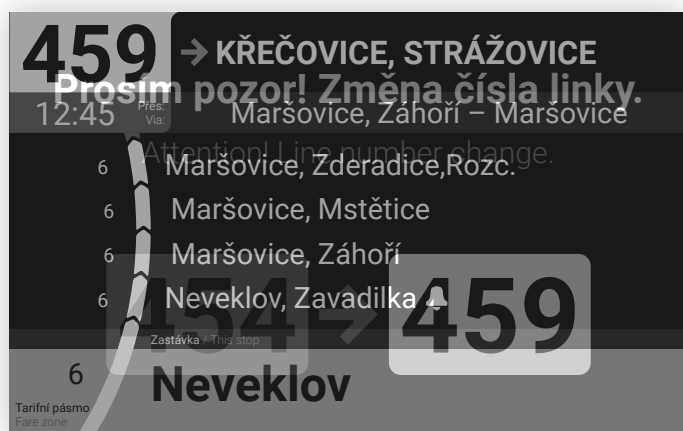 459 → KŘEČOVICE, STRÁŽOVICE
Prosím pozor! Změna čísla linky.
12:45 Přes: Via: Maršovice, Záhoří – Maršovice
Attention! Line number change.
6 Maršovice, Zderadice,Rozc.
6 Maršovice, Mstětice
6 Maršovice, Záhoří
6 Neveklov, Zavadilka
454 → 459
Zastávka / This stop
6 Neveklov
Tarifní pásmo
Fare zone